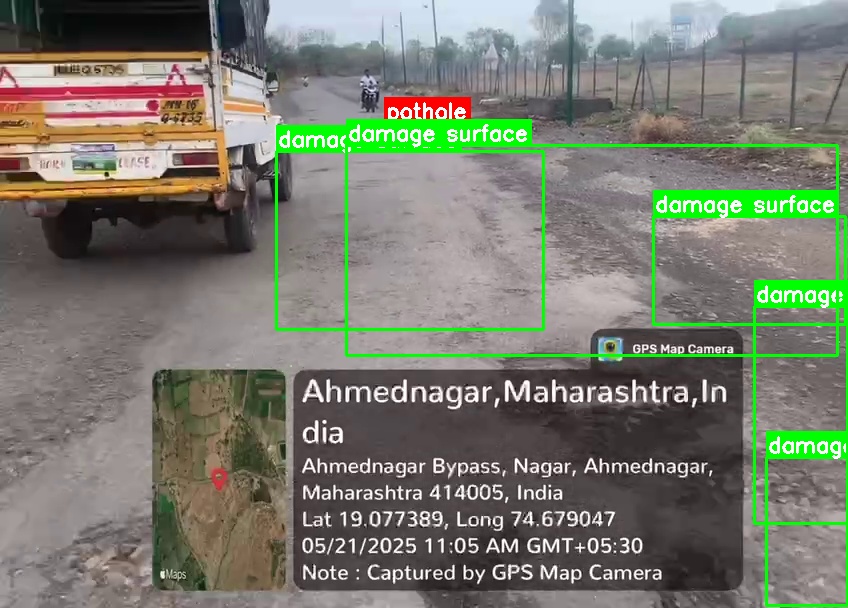 pothole
damag
damage surface
damage surface
damage
damage
GPS Map Camera
Ahmednagar,Maharashtra,In
dia
Ahmednagar Bypass, Nagar, Ahmednagar,
Maharashtra 414005, India
Lat 19.077389, Long 74.679047
05/21/2025 11:05 AM GMT+05:30
Note : Captured by GPS Map Camera
Maps